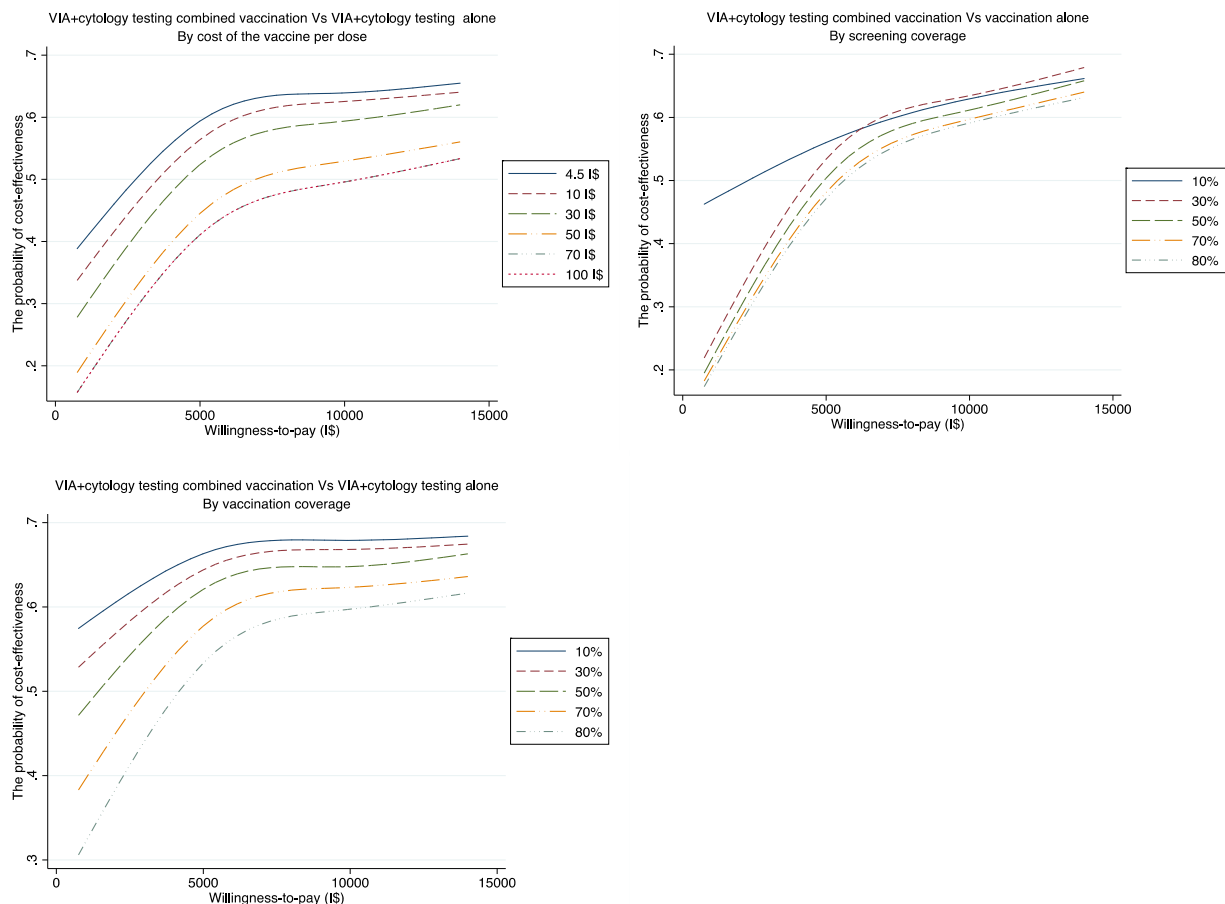 VIA+cytology testing combined vaccination Vs VIA+cytology testing alone
By cost of the vaccine per dose
The probability of cost-effectiveness
.7
.6
.5
.4
.3
.2
0
5000
10000
15000
Willingness-to-pay (I$)
4.5 I$
10 I$
30 I$
50 I$
70 I$
100 I$
VIA+cytology testing combined vaccination Vs vaccination alone
By screening coverage
The probability of cost-effectiveness
.7
.6
.5
.4
.3
.2
0
5000
10000
15000
Willingness-to-pay (I$)
10%
30%
50%
70%
80%
VIA+cytology testing combined vaccination Vs VIA+cytology testing alone
By vaccination coverage
The probability of cost-effectiveness
.7
.6
.5
.4
.3
0
5000
10000
15000
Willingness-to-pay (I$)
10%
30%
50%
70%
80%